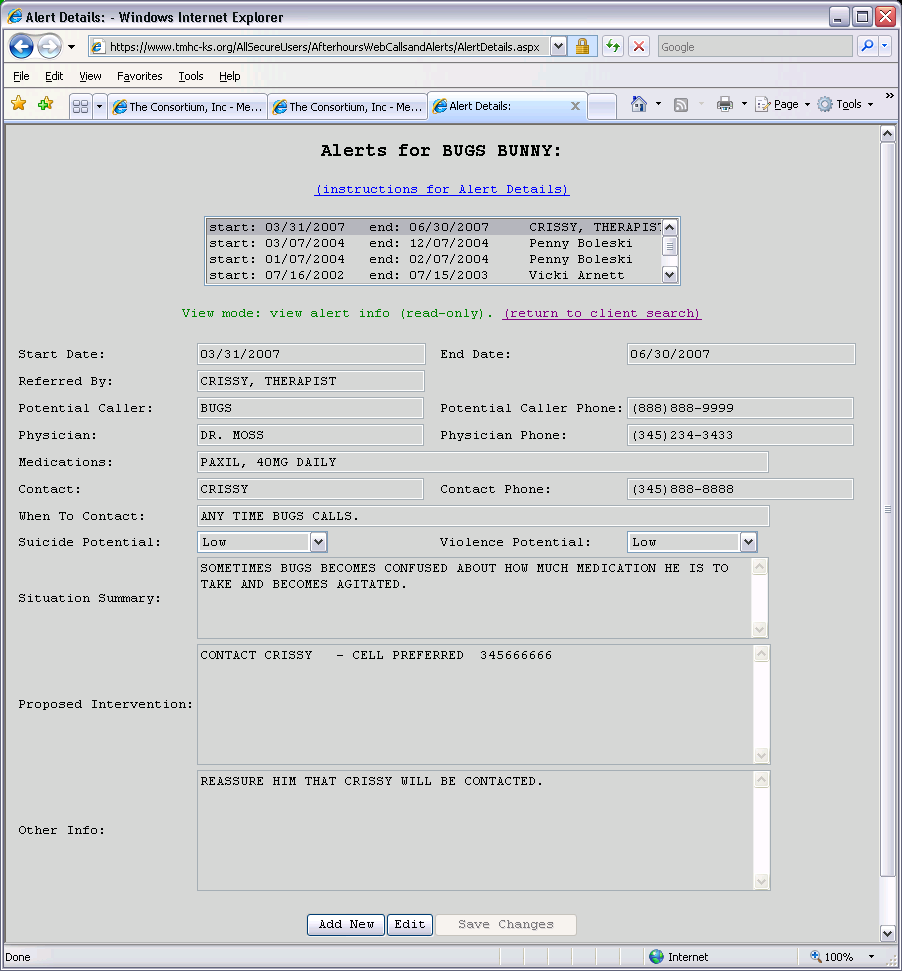 Alert Details: - Windows Internet Explorer
https://www.tmhc-ks.org/AllSecureUsers/AfterhoursWebCallsandAlerts/AlertDetails.aspx
Google
File Edit View Favorites Tools Help
The Consortium, Inc - Me... The Consortium, Inc - Me... Alert Details: Page Tools
Alerts for BUGS BUNNY:
(instructions for Alert Details)
start: 03/31/2007 end: 06/30/2007 CRISSY, THERAPIST
start: 03/07/2004 end: 12/07/2004 Penny Boleski
start: 01/07/2004 end: 02/07/2004 Penny Boleski
start: 07/16/2002 end: 07/15/2003 Vicki Arnett
View mode: view alert info (read-only). (return to client search)
Start Date: 03/31/2007 End Date: 06/30/2007
Referred By: CRISSY, THERAPIST
Potential Caller: BUGS Potential Caller Phone: (888)888-9999
Physician: DR. MOSS Physician Phone: (345)234-3433
Medications: PAXIL, 40MG DAILY
Contact: CRISSY Contact Phone: (345)888-8888
When To Contact: ANY TIME BUGS CALLS.
Suicide Potential: Low Violence Potential: Low
Situation Summary: SOMETIMES BUGS BECOMES CONFUSED ABOUT HOW MUCH MEDICATION HE IS TO
TAKE AND BECOMES AGITATED.
Proposed Intervention: CONTACT CRISSY - CELL PREFERRED 345666666
Other Info: REASSURE HIM THAT CRISSY WILL BE CONTACTED.
Add New Edit Save Changes
Done Internet 100%